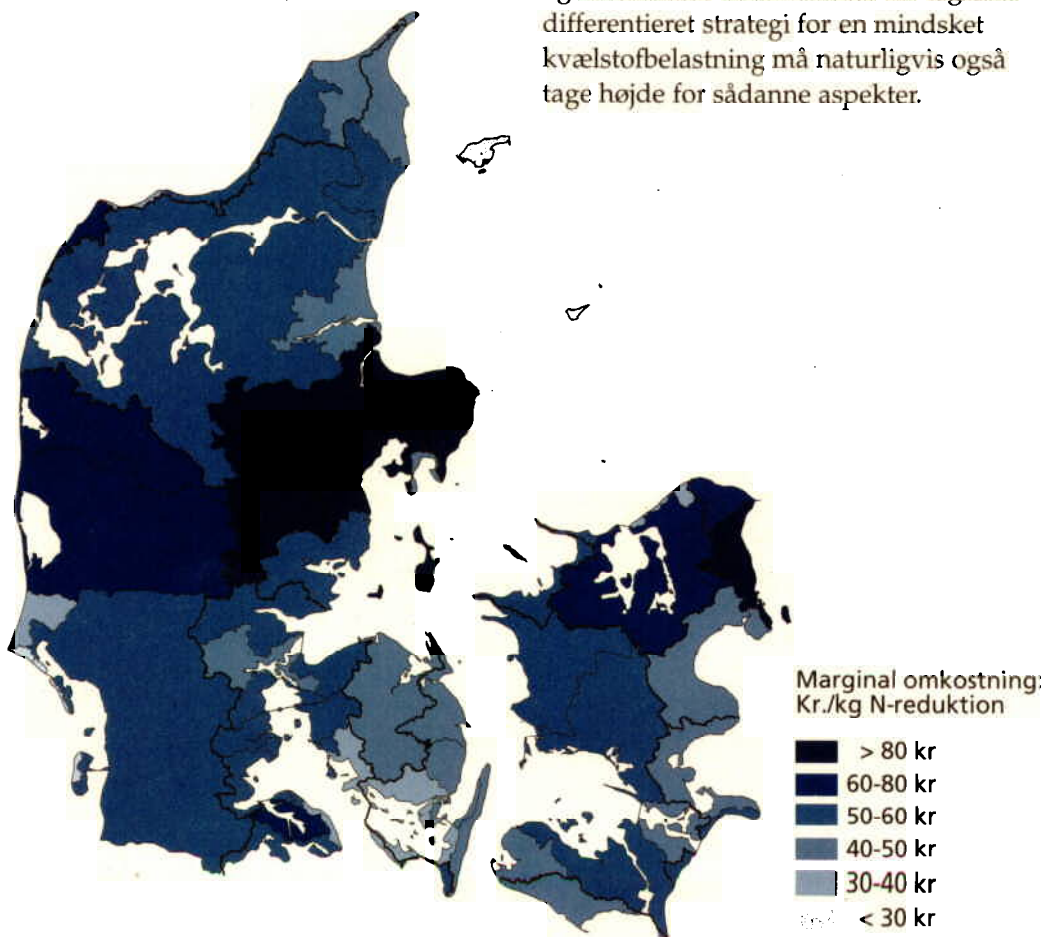 differentieret strategi for en mindsket
kvælstofbelastning må naturligvis også
tage højde for sådanne aspekter.
Marginal omkostning:
Kr./kg N-reduktion
> 80 kr
60-80 kr
50-60 kr
40-50 kr
30-40 kr
< 30 kr